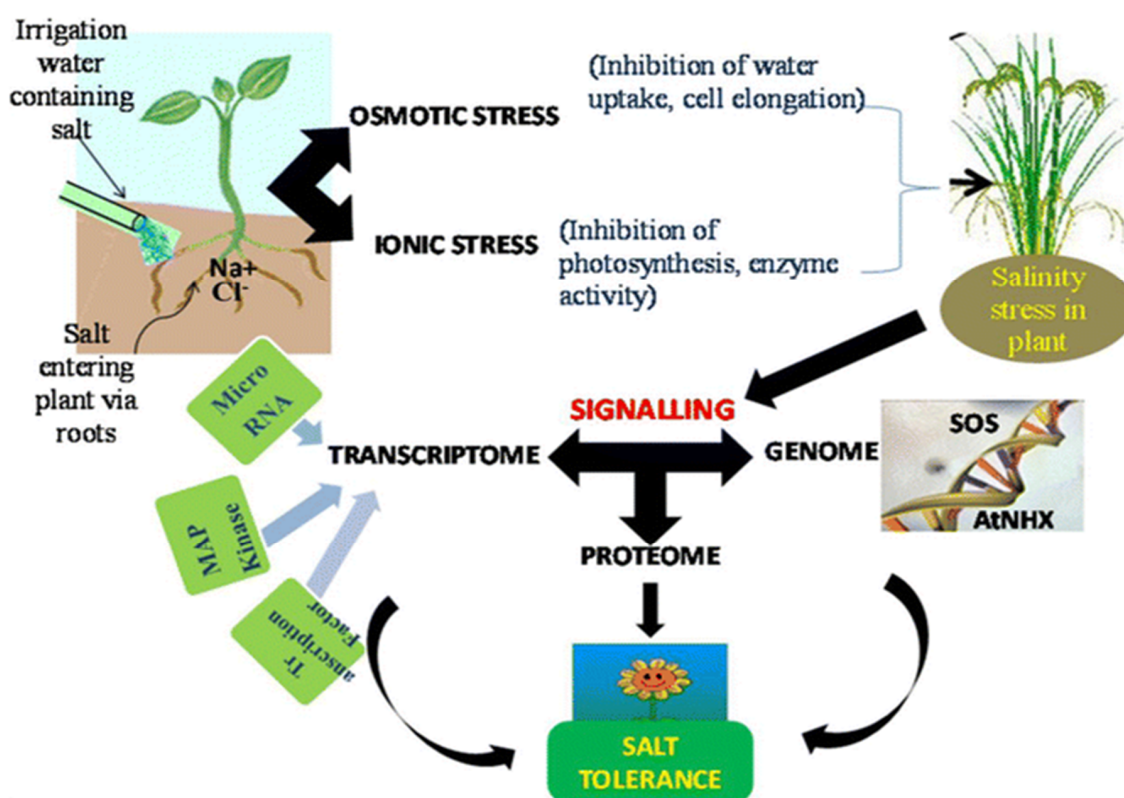 Irrigation
water
containing
salt
OSMOTIC STRESS
(Inhibition of water
uptake, cell elongation)
IONIC STRESS
(Inhibition of
photosynthesis, enzyme
activity)
Na+
Cl-
Salt
entering
plant via
roots
Salinity
stress in
plant
Micro
RNA
MAP
Kinase
Tr
anscription
Factor
TRANSCRIPTOME
SIGNALLING
GENOME
SOS
AtNHX
PROTEOME
SALT
TOLERANCE